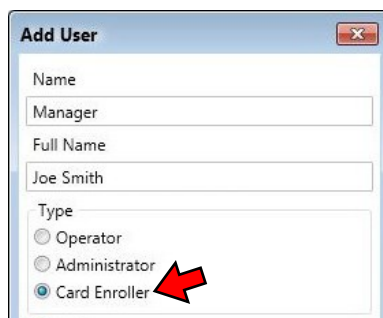 Add User
Name
Manager
Full Name
Joe Smith
Type
Operator
Administrator
Card Enroller